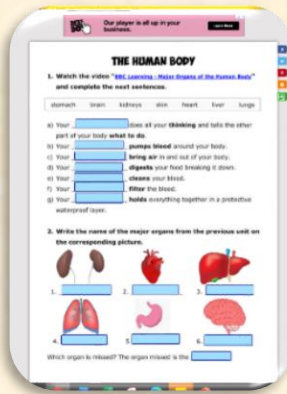 Our player is all up in your
business.
Learn More
THE HUMAN BODY
1. Watch the video "BBC Learning - Major Organs of the Human Body"
and complete the next sentences.
stomach brain kidneys skin heart liver lungs
a) Your does all your thinking and tells the other
part of your body what to do.
b) Your pumps blood around your body.
c) Your bring air in and out of your body.
d) Your digests your food breaking it down.
e) Your cleans your blood.
f) Your filter the blood.
g) Your holds everything together in a protective
waterproof layer.
2. Write the name of the major organs from the previous unit on
the corresponding picture.
1. 2. 3.
4. 5. 6.
Which organ is missed? The organ missed is the